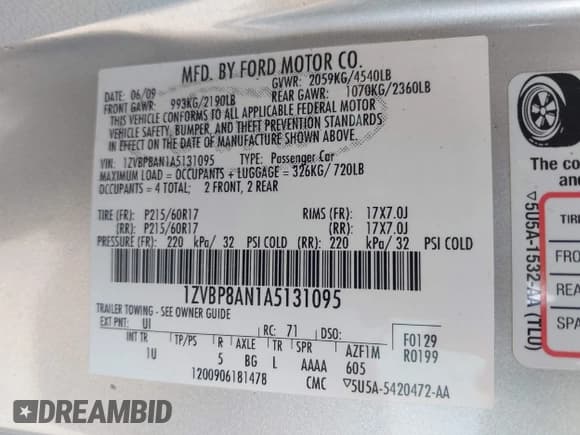 MFD. BY FORD MOTOR CO.
DATE: 06/09 GVWR: 2059KG/4540LB
FRONT GAWR: 993KG/2190LB REAR GAWR: 1070KG/2360LB
THIS VEHICLE CONFORMS TO ALL APPLICABLE FEDERAL MOTOR
VEHICLE SAFETY, BUMPER, AND THEFT PREVENTION STANDARDS
IN EFFECT ON THE DATE OF MANUFACTURE SHOWN ABOVE.
VIN: 1ZVBP8AN1A5131095 TYPE: Passenger Car
MAXIMUM LOAD = OCCUPANTS + LUGGAGE = 326KG/720LB
OCCUPANTS = 4 TOTAL; 2 FRONT, 2 REAR
TIRE (FR): P215/60R17 RIMS (FR): 17X7.0J
(RR): P215/60R17 (RR): 17X7.0J
PRESSURE (FR): 220 kPa/ 32 PSI COLD (RR): 220 kPa/ 32 PSI COLD
1ZVBP8AN1A5131095
TRAILER TOWING - SEE OWNER GUIDE
EXT PNT: UI RC: 71 DSO: F0129
INT TR TP/PS R AXLE TR SPR AZF1M R0199
1U 5 BG L AAAA 605
1200906181478 CMC ▽5U5A-5420472-AA
The co
and
▽5U5A-1532-AA (TLU)
TIRE
FRO
REA
SPA
DREAMBID